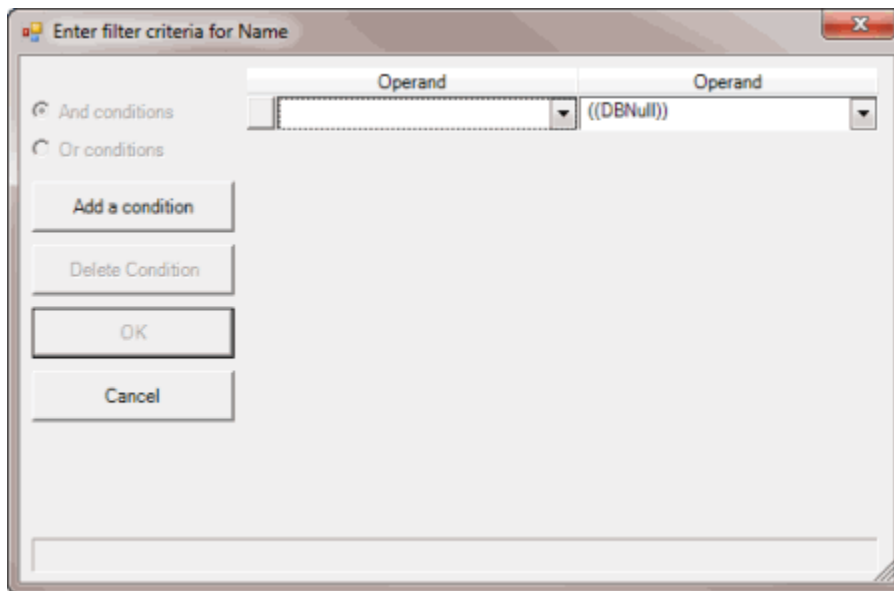 Enter filter criteria for Name
Operand Operand
And conditions
((DBNull))
Or conditions
Add a condition
Delete Condition
OK
Cancel